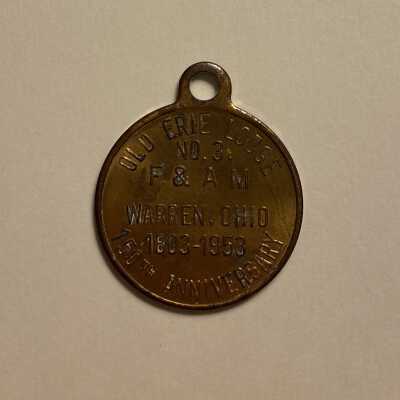 OLD ERIE LODGE
NO. 3
F & A M
WARREN, OHIO
1803-1953
150TH ANNIVERSARY